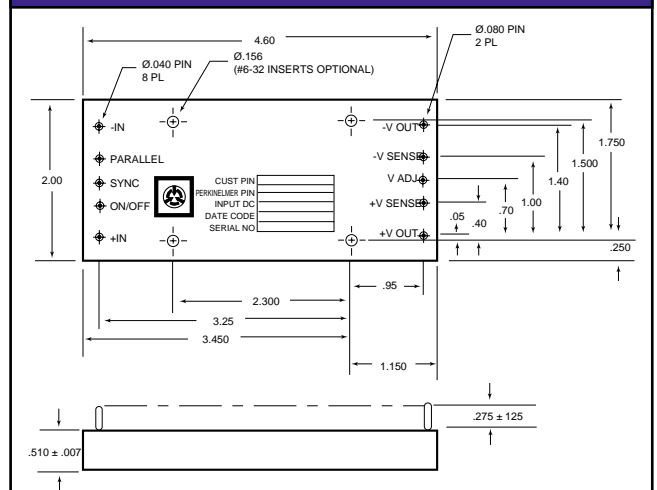 4.60
Ø.080 PIN
2 PL
Ø.040 PIN
8 PL
Ø.156
(#6-32 INSERTS OPTIONAL)
-IN
PARALLEL
SYNC
ON/OFF
+IN
2.00
CUST PIN
PERKINELMER PIN
INPUT DC
DATE CODE
SERIAL NO
-V OUT
-V SENSE
V ADJ
+V SENSE
+V OUT
.05
.40
.70
1.00
1.40
1.500
1.750
.250
.95
2.300
3.25
3.450
1.150
.275 ± 125
.510 ± .007